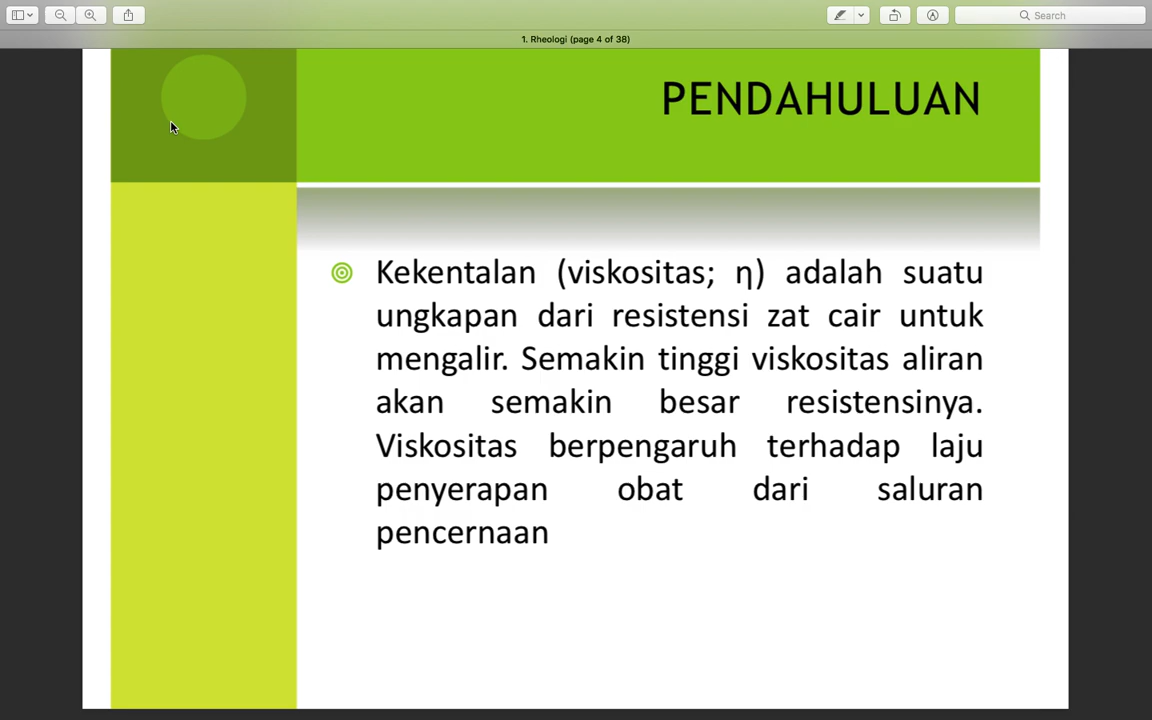 Search
1. Rheologi (page 4 of 38)
PENDAHULUAN
Kekentalan (viskositas; η) adalah suatu
ungkapan dari resistensi zat cair untuk
mengalir. Semakin tinggi viskositas aliran
akan semakin besar resistensinya.
Viskositas berpengaruh terhadap laju
penyerapan obat dari saluran
pencernaan